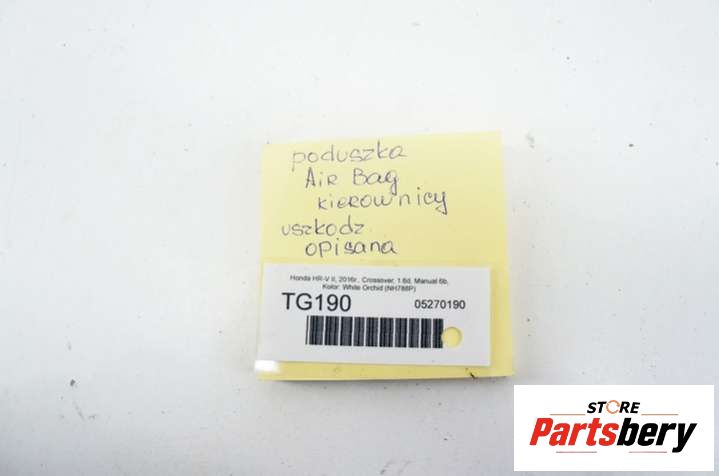 poduszka
Air Bag
kierownicy
uszkodz
opisana
Honda HR-V II, 2016r., Crossover, 1.6d, Manual 6b,
Kolor: White Orchid (NH788P)
TG190 05270190
STORE
Partsbery